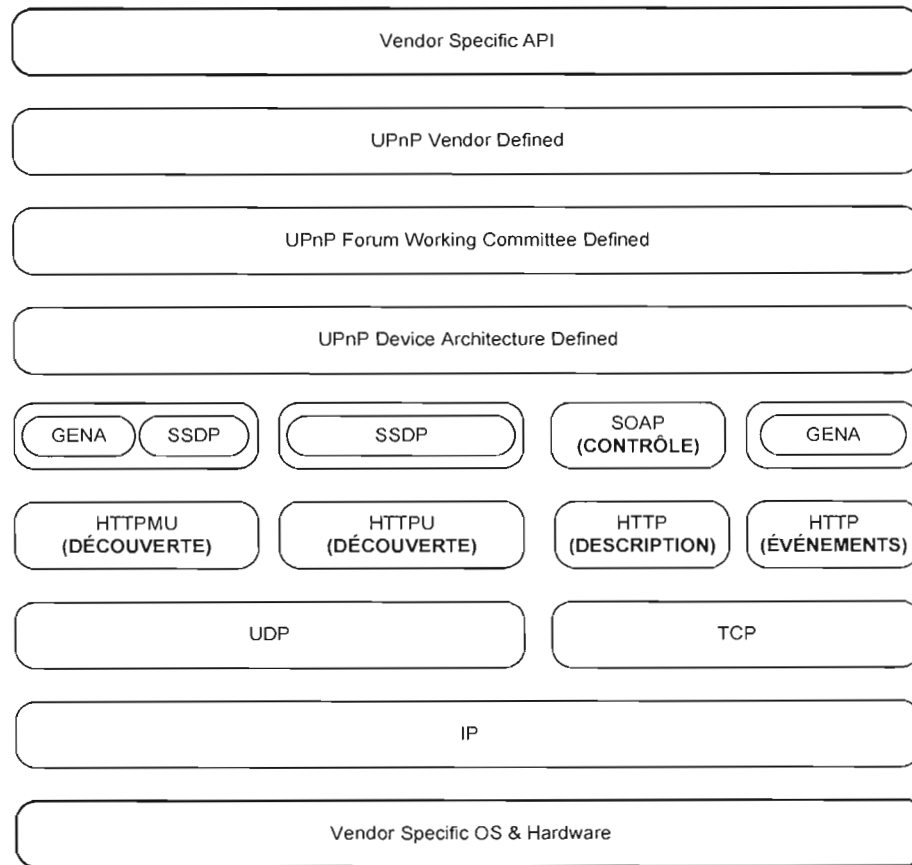 Vendor Specific API
UPnP Vendor Defined
UPnP Forum Working Committee Defined
UPnP Device Architecture Defined
GENA SSDP SSDP SOAP GENA
(CONTRÔLE)
HTTPMU HTTPU HTTP HTTP
(DÉCOUVERTE) (DÉCOUVERTE) (DESCRIPTION) (ÉVÉNEMENTS)
UDP TCP
IP
Vendor Specific OS & Hardware